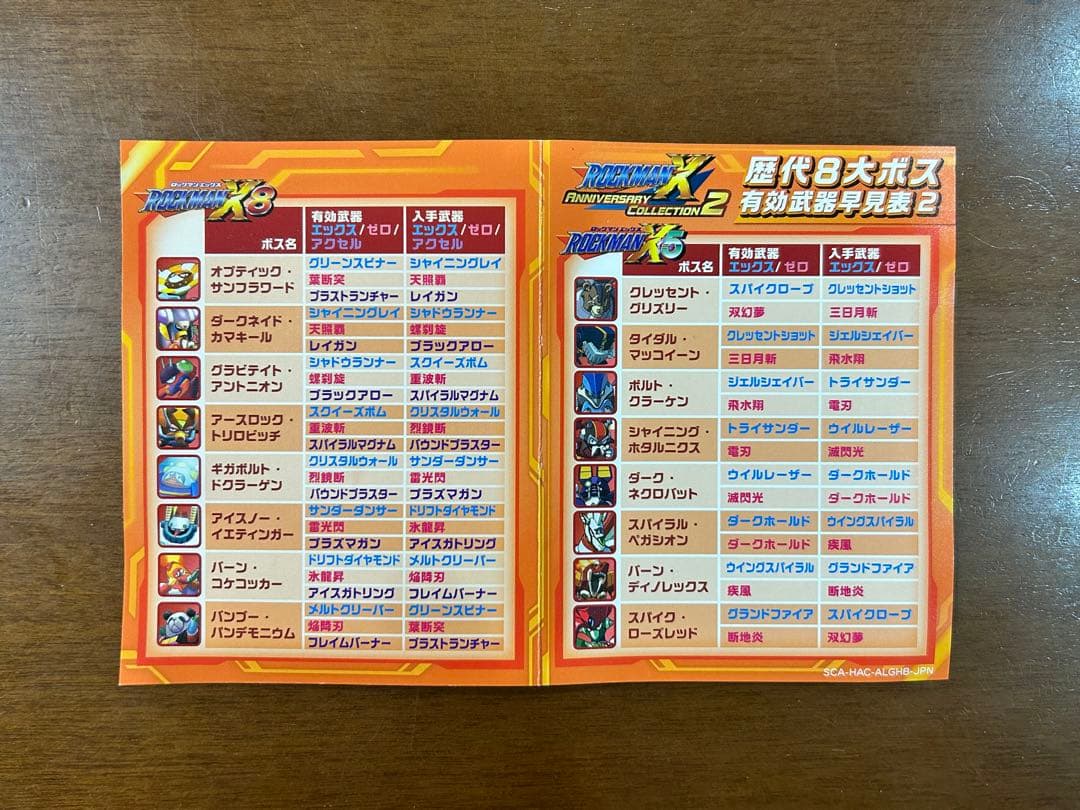 ロックマンエックス
ROCKMAN X8
ボス名
有効武器
エックス/ゼロ/
アクセル
入手武器
エックス/ゼロ/
アクセル
オプティック・
サンフラワード
グリーンスピナー
シャイニングレイ
葉断突
天照覇
ブラストランチャー
レイガン
ダークネイド・
カマキール
シャイニングレイ
シャドウランナー
天照覇
螺刹旋
レイガン
ブラックアロー
グラビテイト・
アントニオン
シャドウランナー
スクイーズボム
螺刹旋
重波斬
ブラックアロー
スパイラルマグナム
アースロック・
トリロビッチ
スクイーズボム
クリスタルウォール
重波斬
烈鏡断
スパイラルマグナム
バウンドブラスター
ギガボルト・
ドクラーゲン
クリスタルウォール
サンダーダンサー
烈鏡断
雷光閃
バウンドブラスター
プラズマガン
アイスノー・
イエティンガー
サンダーダンサー
ドリフトダイヤモンド
雷光閃
氷龍昇
プラズマガン
アイスガトリング
バーン・
コケコッカー
ドリフトダイヤモンド
メルトクリーパー
氷龍昇
焔降刃
アイスガトリング
フレイムバーナー
バンブー・
パンデモニウム
メルトクリーパー
グリーンスピナー
焔降刃
葉断突
フレイムバーナー
ブラストランチャー
ROCKMAN X
ANNIVERSARY
COLLECTION 2
歴代8大ボス
有効武器早見表2
ロックマンエックス
ROCKMAN X5
ボス名
有効武器
エックス/ゼロ
入手武器
エックス/ゼロ
クレッセント・
グリズリー
スパイクロープ
クレッセントショット
双幻夢
三日月斬
タイダル・
マッコイーン
クレッセントショット
ジェルシェイバー
三日月斬
飛水翔
ボルト・
クラーケン
ジェルシェイバー
トライサンダー
飛水翔
電刃
シャイニング・
ホタルニクス
トライサンダー
ウイルレーザー
電刃
滅閃光
ダーク・
ネクロバット
ウイルレーザー
ダークホールド
滅閃光
ダークホールド
スパイラル・
ペガシオン
ダークホールド
ウイングスパイラル
ダークホールド
疾風
バーン・
ディノレックス
ウイングスパイラル
グランドファイア
疾風
断地炎
スパイク・
ローズレッド
グランドファイア
スパイクロープ
断地炎
双幻夢
SCA-HAC-ALGHB-JPN